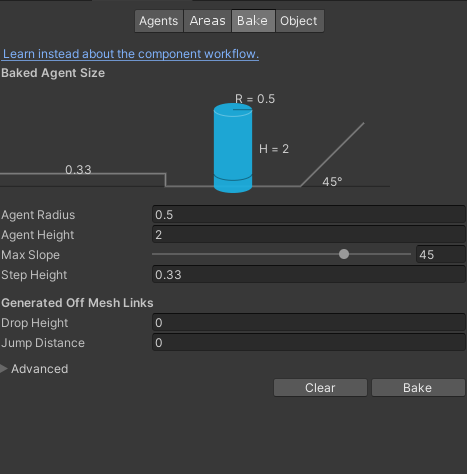 Agents Areas Bake Object
Learn instead about the component workflow.
Baked Agent Size
R = 0.5
H = 2
0.33
45°
Agent Radius 0.5
Agent Height 2
Max Slope 45
Step Height 0.33
Generated Off Mesh Links
Drop Height 0
Jump Distance 0
Advanced
Clear Bake